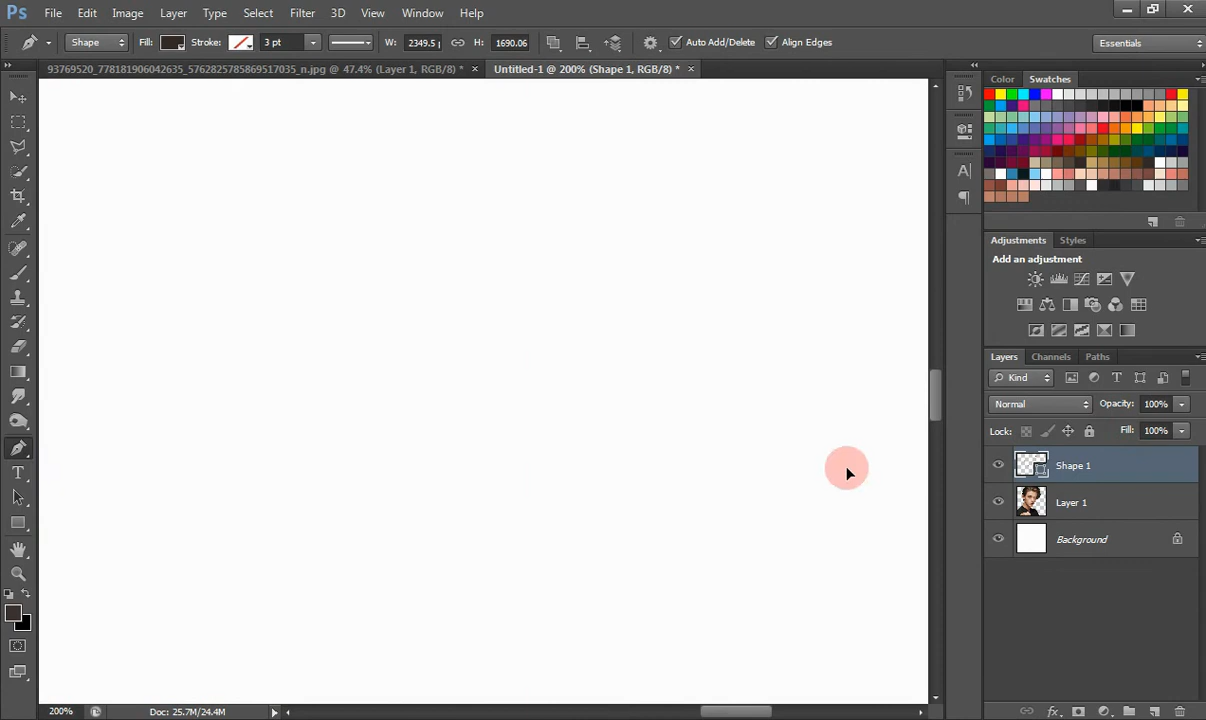 Ps File Edit Image Layer Type Select Filter 3D View Window Help
Shape Fill: Stroke: 3 pt W: 2349.5 p H: 1690.06 Auto Add/Delete Align Edges Essentials
93769520_778181906042635_5762825785869517035_n.jpg @ 47.4% (Layer 1, RGB/8) * × Untitled-1 @ 200% (Shape 1, RGB/8) * ×
Color Swatches
Adjustments Styles
Add an adjustment
Layers Channels Paths
Kind
Normal Opacity: 100%
Lock: Fill: 100%
Shape 1
Layer 1
Background
200% Doc: 25.7M/24.4M